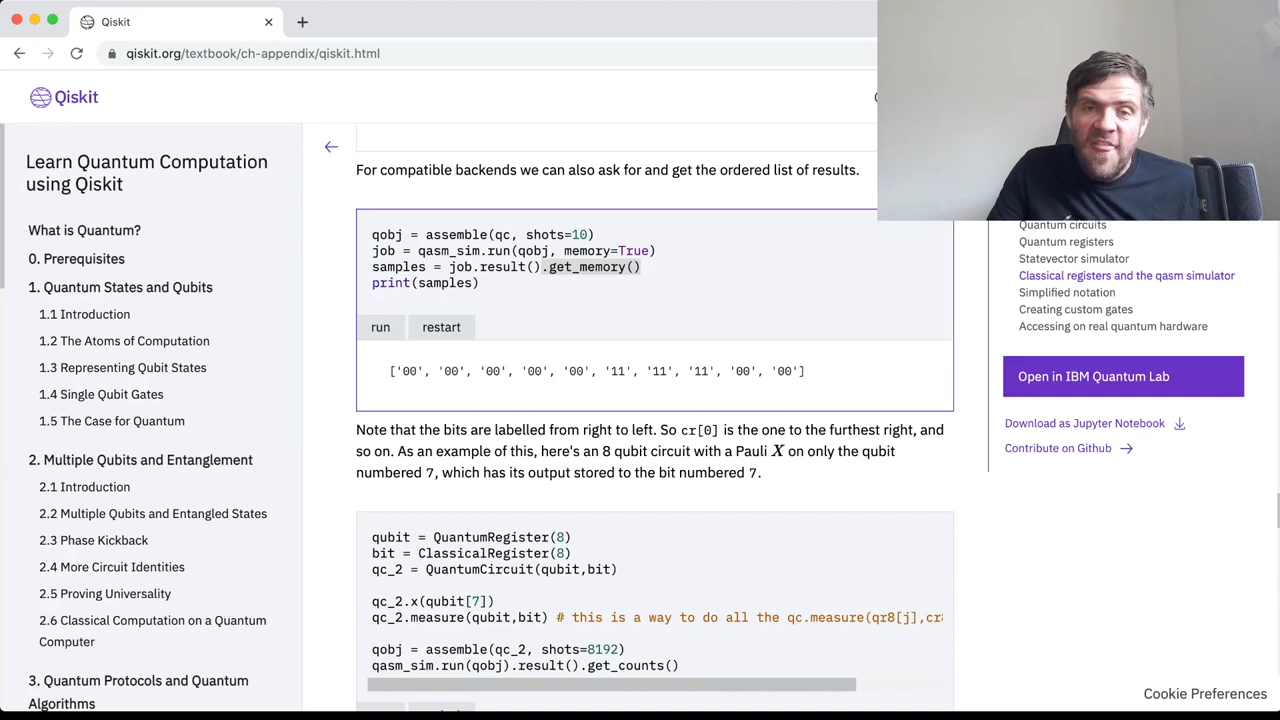 Qiskit
qiskit.org/textbook/ch-appendix/qiskit.html
Qiskit
Learn Quantum Computation
using Qiskit
What is Quantum?
0. Prerequisites
1. Quantum States and Qubits
1.1 Introduction
1.2 The Atoms of Computation
1.3 Representing Qubit States
1.4 Single Qubit Gates
1.5 The Case for Quantum
2. Multiple Qubits and Entanglement
2.1 Introduction
2.2 Multiple Qubits and Entangled States
2.3 Phase Kickback
2.4 More Circuit Identities
2.5 Proving Universality
2.6 Classical Computation on a Quantum
Computer
3. Quantum Protocols and Quantum
Algorithms
For compatible backends we can also ask for and get the ordered list of results.
qobj = assemble(qc, shots=10)
job = qasm_sim.run(qobj, memory=True)
samples = job.result().get_memory()
print(samples)
run restart
['00', '00', '00', '00', '00', '11', '11', '11', '00', '00']
Note that the bits are labelled from right to left. So cr[0] is the one to the furthest right, and
so on. As an example of this, here's an 8 qubit circuit with a Pauli X on only the qubit
numbered 7, which has its output stored to the bit numbered 7.
qubit = QuantumRegister(8)
bit = ClassicalRegister(8)
qc_2 = QuantumCircuit(qubit,bit)
qc_2.x(qubit[7])
qc_2.measure(qubit,bit) # this is a way to do all the qc.measure(qr8[j],cr8
qobj = assemble(qc_2, shots=8192)
qasm_sim.run(qobj).result().get_counts()
Quantum circuits
Quantum registers
Statevector simulator
Classical registers and the qasm simulator
Simplified notation
Creating custom gates
Accessing on real quantum hardware
Open in IBM Quantum Lab
Download as Jupyter Notebook
Contribute on Github
Cookie Preferences